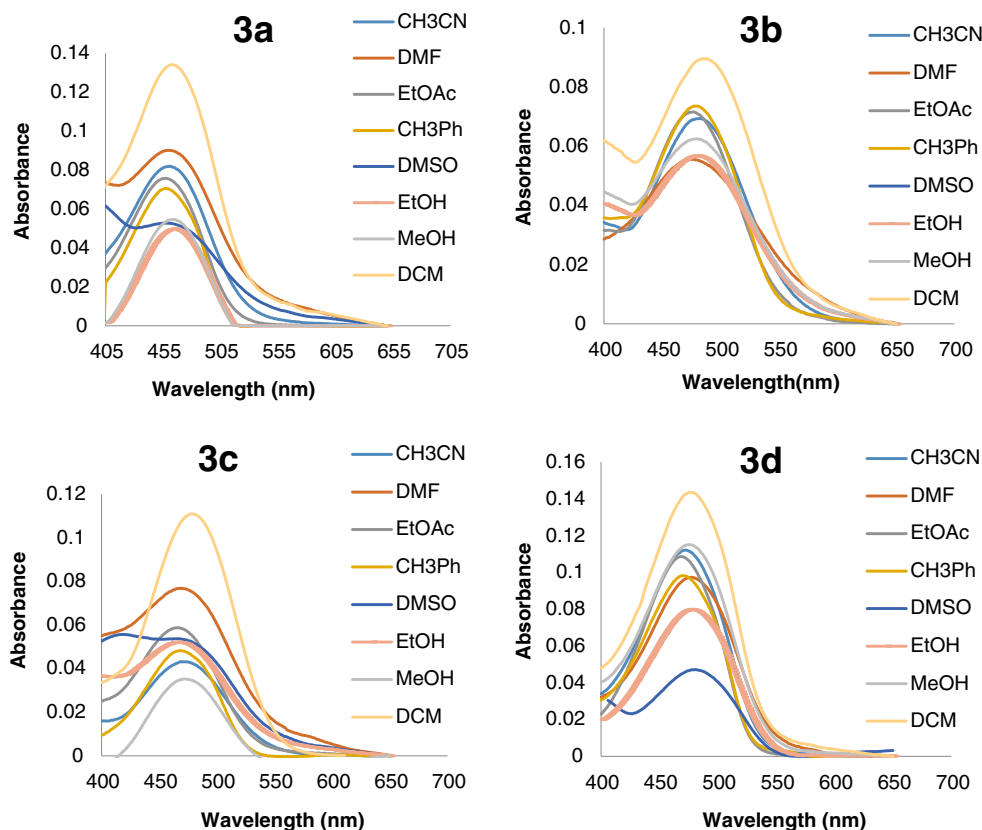 3a
Absorbance
0.14
0.12
0.1
0.08
0.06
0.04
0.02
0
405 455 505 555 605 655 705
Wavelength (nm)
CH3CN
DMF
EtOAc
CH3Ph
DMSO
EtOH
MeOH
DCM
3b
Absorbance
0.1
0.08
0.06
0.04
0.02
0
400 450 500 550 600 650 700
Wavelength(nm)
CH3CN
DMF
EtOAc
CH3Ph
DMSO
EtOH
MeOH
DCM
3c
Absorbance
0.12
0.1
0.08
0.06
0.04
0.02
0
400 450 500 550 600 650 700
Wavelength (nm)
CH3CN
DMF
EtOAc
CH3Ph
DMSO
EtOH
MeOH
DCM
3d
Absorbance
0.16
0.14
0.12
0.1
0.08
0.06
0.04
0.02
0
400 450 500 550 600 650 700
Wavelength (nm)
CH3CN
DMF
EtOAc
CH3Ph
DMSO
EtOH
MeOH
DCM